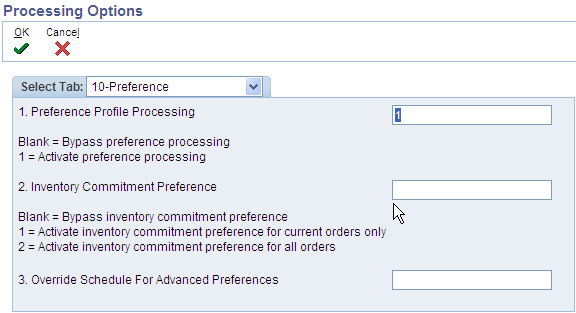 Processing Options
OK Cancel
Select Tab: 10-Preference
1. Preference Profile Processing 1
Blank = Bypass preference processing
1 = Activate preference processing
2. Inventory Commitment Preference
Blank = Bypass inventory commitment preference
1 = Activate inventory commitment preference for current orders only
2 = Activate inventory commitment preference for all orders
3. Override Schedule For Advanced Preferences